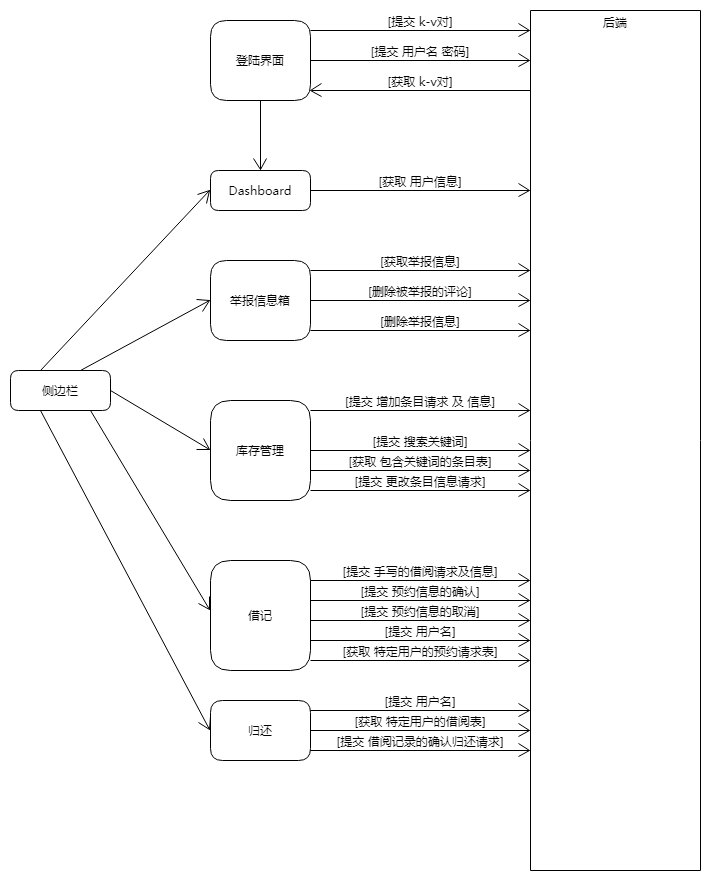 [提交 k-v对]
后端
登陆界面
[提交 用户名 密码]
[获取 k-v对]
Dashboard
[获取 用户信息]
[获取举报信息]
举报信息箱
[删除被举报的评论]
[删除举报信息]
侧边栏
[提交 增加条目请求 及 信息]
库存管理
[提交 搜索关键词]
[获取 包含关键词的条目表]
[提交 更改条目信息请求]
[提交 手写的借阅请求及信息]
[提交 预约信息的确认]
借记
[提交 预约信息的取消]
[提交 用户名]
[获取 特定用户的预约请求表]
[提交 用户名]
归还
[获取 特定用户的借阅表]
[提交 借阅记录的确认归还请求]